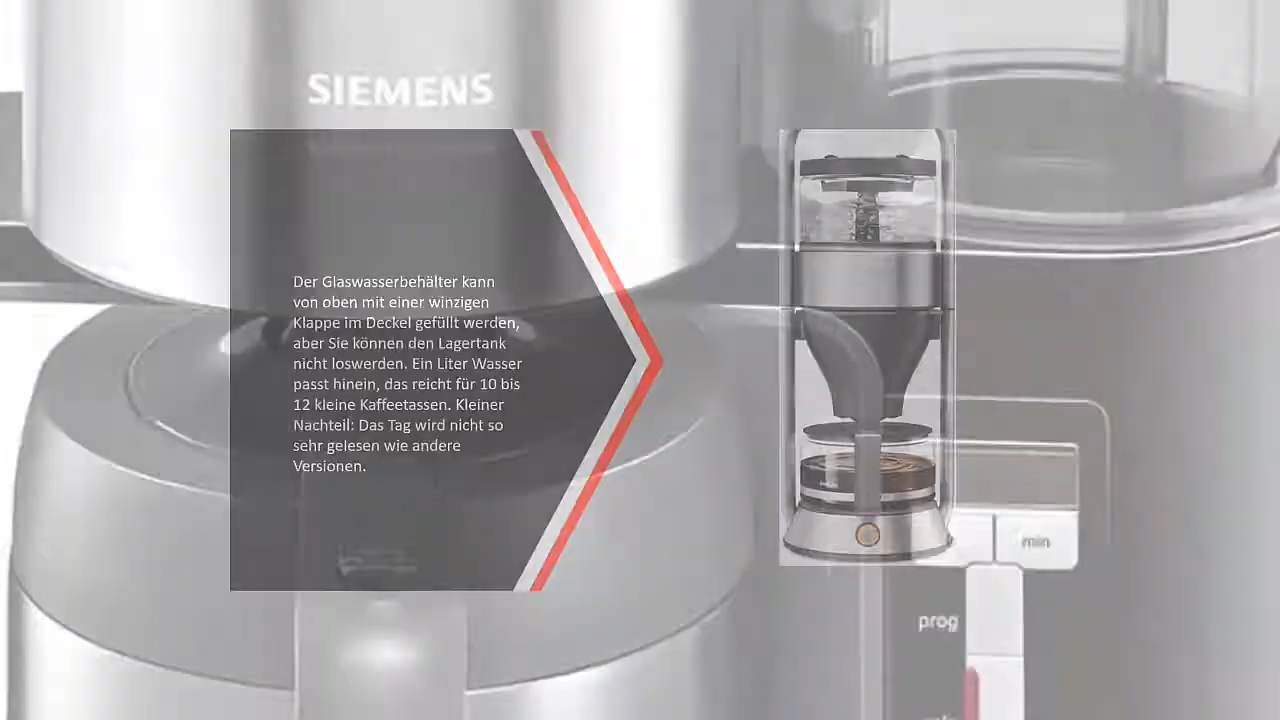 SIEMENS
Der Glaswasserbehälter kann
von oben mit einer winzigen
Klappe im Deckel gefüllt werden,
aber Sie können den Lagertank
nicht loswerden. Ein Liter Wasser
passt hinein, das reicht für 10 bis
12 kleine Kaffeetassen. Kleiner
Nachteil: Das Tag wird nicht so
sehr gelesen wie andere
Versionen.
min
prog